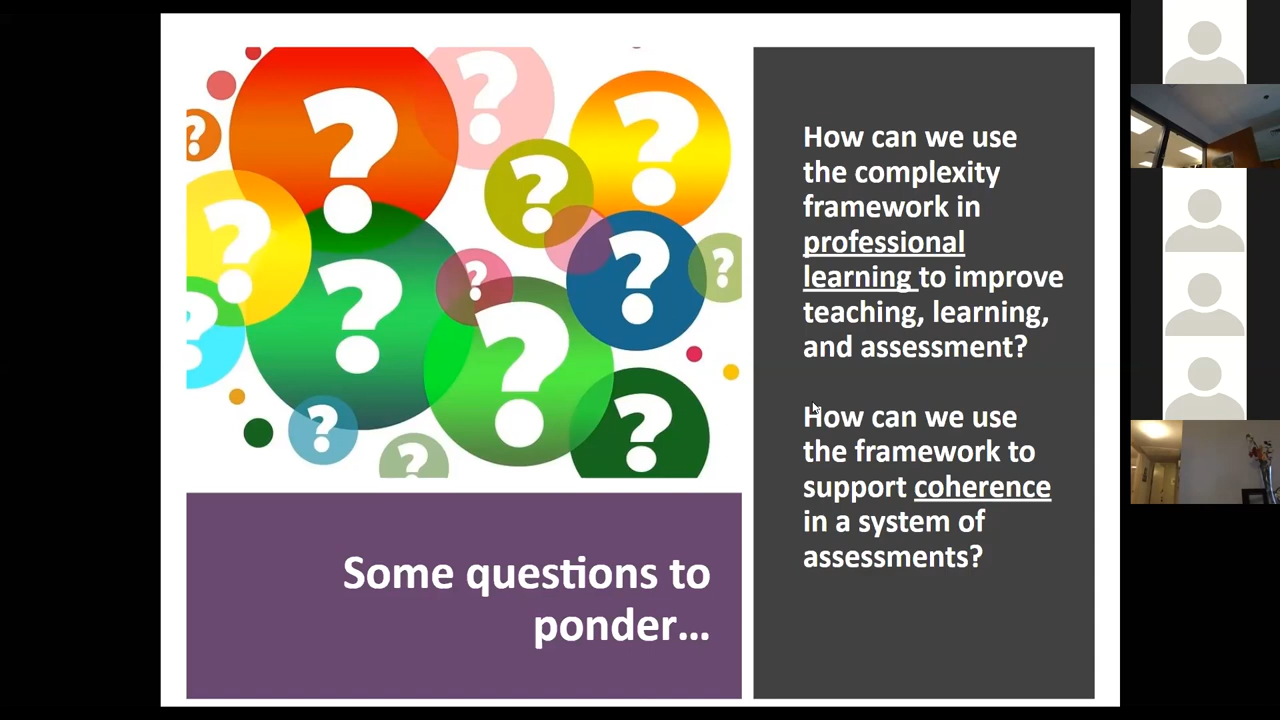 How can we use
the complexity
framework in
professional
learning to improve
teaching, learning,
and assessment?
How can we use
the framework to
support coherence
in a system of
assessments?
Some questions to
ponder...